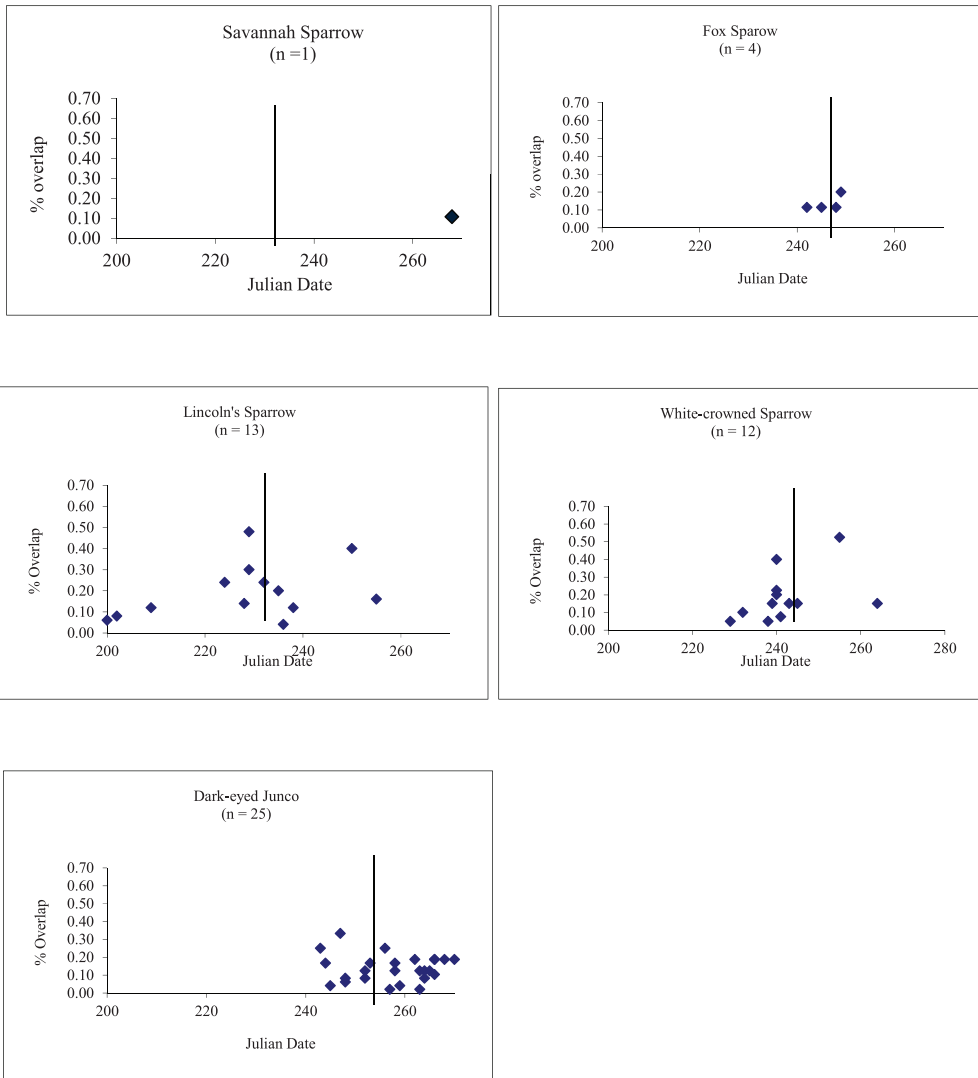 Savannah Sparrow
(n =1)
% overlap
0.70
0.60
0.50
0.40
0.30
0.20
0.10
0.00
200 220 240 260
Julian Date
Fox Sparow
(n = 4)
% overlap
0.70
0.60
0.50
0.40
0.30
0.20
0.10
0.00
200 220 240 260
Julian Date
Lincoln's Sparrow
(n = 13)
% Overlap
0.70
0.60
0.50
0.40
0.30
0.20
0.10
0.00
200 220 240 260
Julian Date
White-crowned Sparrow
(n = 12)
% Overlap
0.70
0.60
0.50
0.40
0.30
0.20
0.10
0.00
200 220 240 260 280
Julian Date
Dark-eyed Junco
(n = 25)
% Overlap
0.70
0.60
0.50
0.40
0.30
0.20
0.10
0.00
200 220 240 260
Julian Date